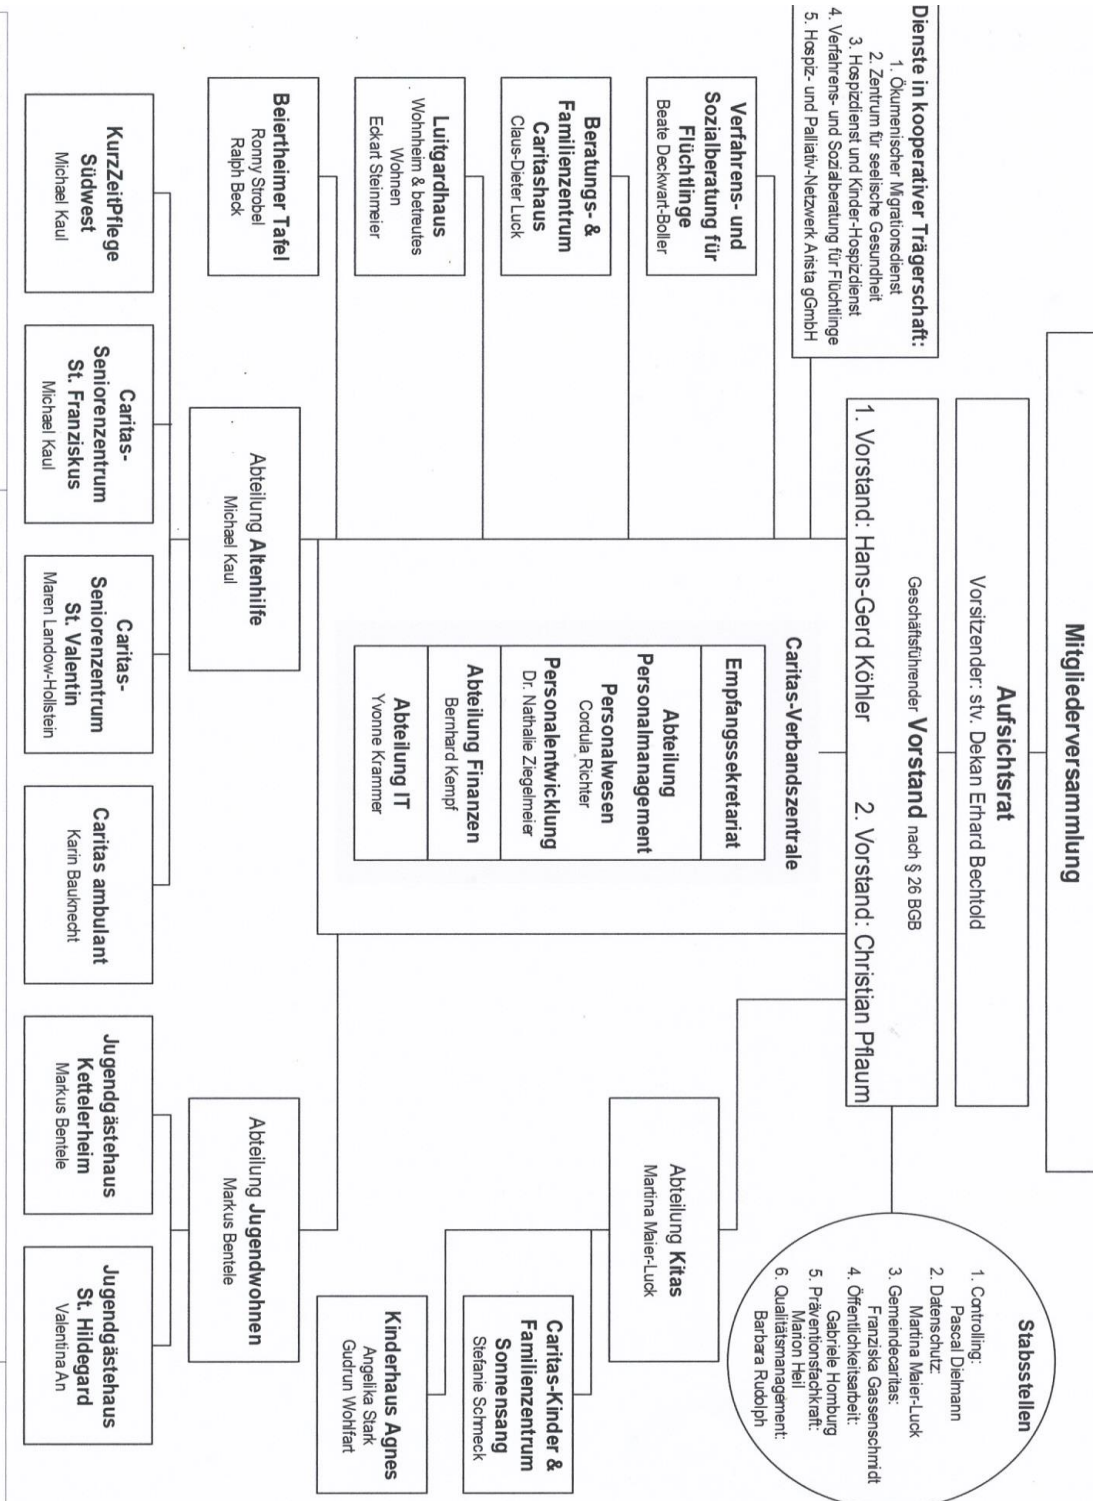 Mitgliederversammlung
Aufsichtsrat
Vorsitzender: stv. Dekan Erhard Bechtold
Geschäftsführender Vorstand nach § 26 BGB
1. Vorstand: Hans-Gerd Köhler 2. Vorstand: Christian Pflaum
Dienste in kooperativer Trägerschaft:
1. Ökumenischer Migrationsdienst
2. Zentrum für seelische Gesundheit
3. Hospizdienst und Kinder-Hospizdienst
4. Verfahrens- und Sozialberatung für Flüchtlinge
5. Hospiz- und Palliativ-Netzwerk Arista gGmbH
Stabsstellen
1. Controlling:
Pascal Dielmann
2. Datenschutz:
Martina Maier-Luck
3. Gemeindecaritas:
Franziska Gassenschmidt
4. Öffentlichkeitsarbeit:
Gabriele Homburg
5. Präventionsfachkraft:
Marion Heil
6. Qualitätsmanagement:
Barbara Rudolph
Verfahrens- und
Sozialberatung für
Flüchtlinge
Beate Deckwart-Boller
Beratungs- &
Familienzentrum
Caritashaus
Claus-Dieter Luck
Luitgardhaus
Wohnheim & betreutes
Wohnen
Eckart Steinmeier
Beiertheimer Tafel
Ronny Strobel
Ralph Beck
Caritas-Verbandszentrale
Empfangssekretariat
Abteilung
Personalmanagement
Personalwesen
Cordula Richter
Personalentwicklung
Dr. Nathalie Ziegelmeier
Abteilung Finanzen
Bernhard Kempf
Abteilung IT
Yvonne Krammer
Abteilung Kitas
Martina Maier-Luck
Caritas-Kinder &
Familienzentrum
Sonnensang
Stefanie Schmeck
Kinderhaus Agnes
Angelika Stark
Gudrun Wohlfart
Abteilung Altenhilfe
Michael Kaul
Abteilung Jugendwohnen
Markus Bentele
KurzZeitPflege
Südwest
Michael Kaul
Caritas-
Seniorenzentrum
St. Franziskus
Michael Kaul
Caritas-
Seniorenzentrum
St. Valentin
Maren Landow-Hollstein
Caritas ambulant
Karin Bauknecht
Jugendgästehaus
Kettelerheim
Markus Bentele
Jugendgästehaus
St. Hildegard
Valentina An